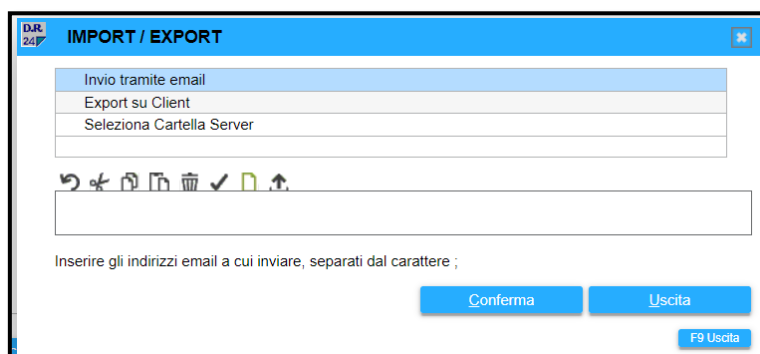 D.R.
24
IMPORT / EXPORT
Invio tramite email
Export su Client
Seleziona Cartella Server
Inserire gli indirizzi email a cui inviare, separati dal carattere ;
Conferma Uscita
F9 Uscita